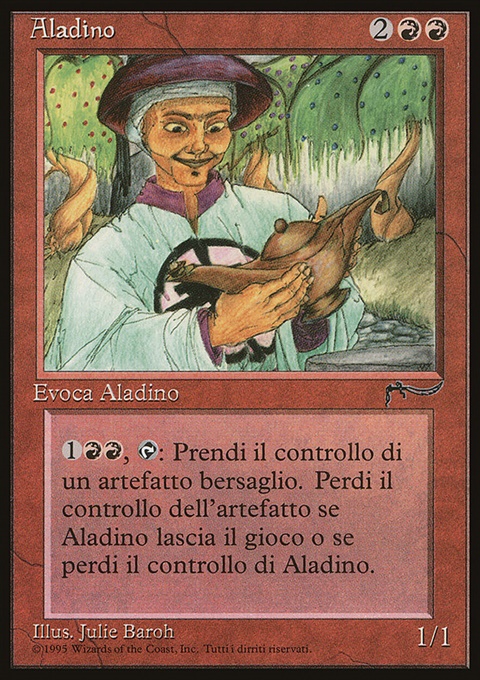 Aladino 2
Evoca Aladino
1, : Prendi il controllo di
un artefatto bersaglio. Perdi il
controllo dell'artefatto se
Aladino lascia il gioco o se
perdi il controllo di Aladino.
Illus. Julie Baroh
©1995 Wizards of the Coast, Inc. Tutti i diritti riservati.
1/1